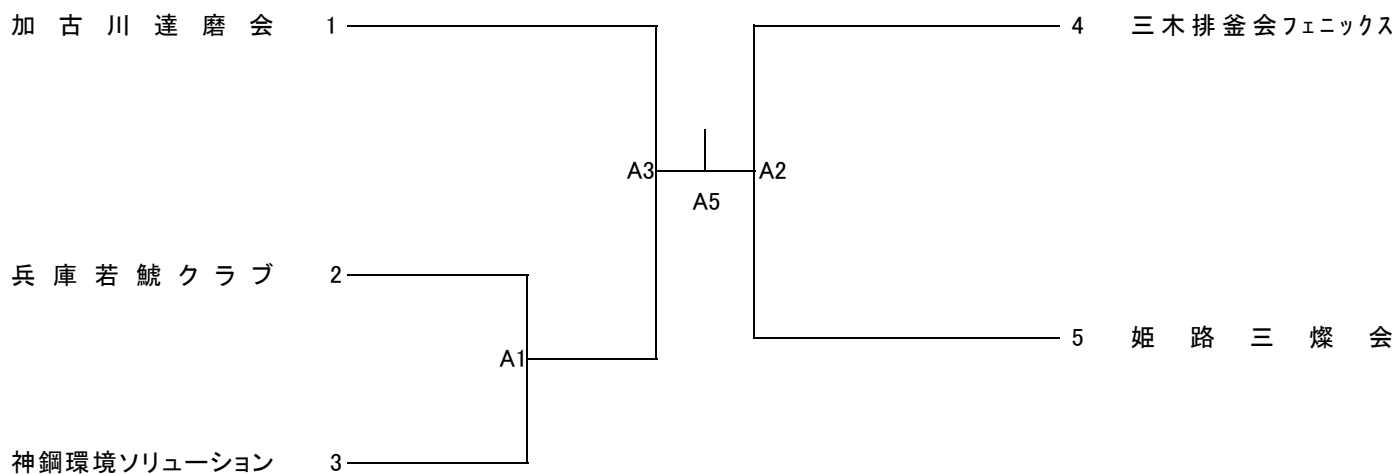 加古川達磨会 1
4 三木排釜会フェニックス
A3 A2
A5
兵庫若鯱クラブ 2
5 姫路三燦会
A1
神鋼環境ソリューション 3